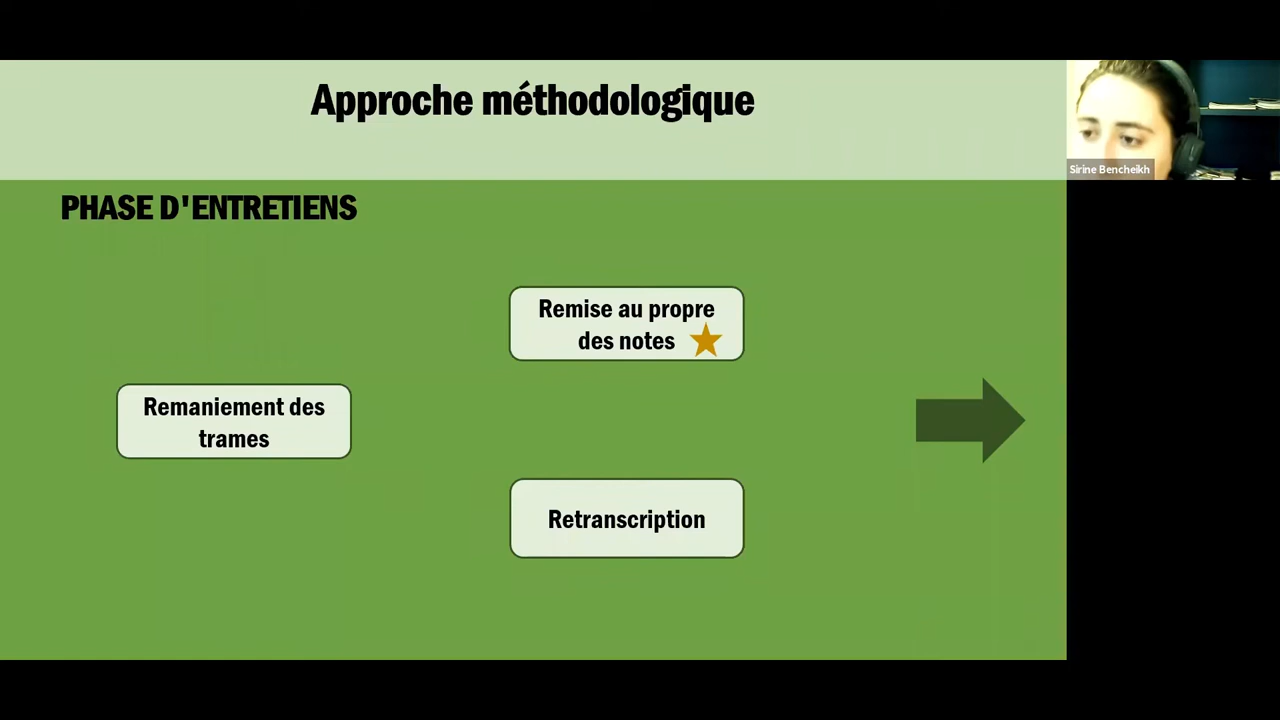 Approche méthodologique
Sirine Bencheikh
PHASE D'ENTRETIENS
Remise au propre
des notes
Remaniement des
trames
Retranscription